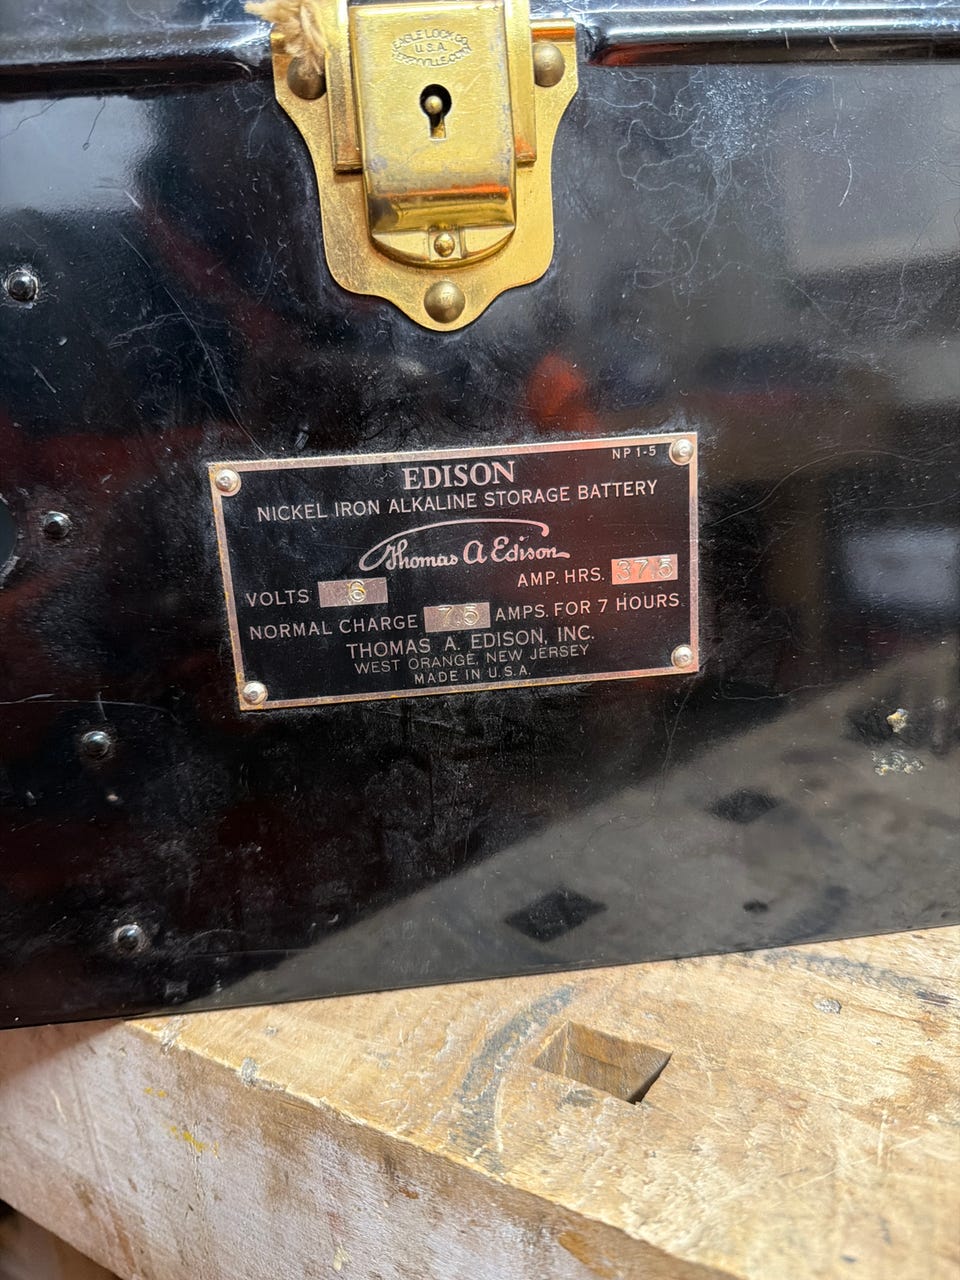 EAGLE LOCK CO.
U.S.A.
TERRYVILLE, CONN.
NP1-5
EDISON
NICKEL IRON ALKALINE STORAGE BATTERY
Thomas A Edison
VOLTS 6 AMP. HRS. 37.5
NORMAL CHARGE 7.5 AMPS. FOR 7 HOURS
THOMAS A. EDISON, INC.
WEST ORANGE, NEW JERSEY
MADE IN U.S.A.